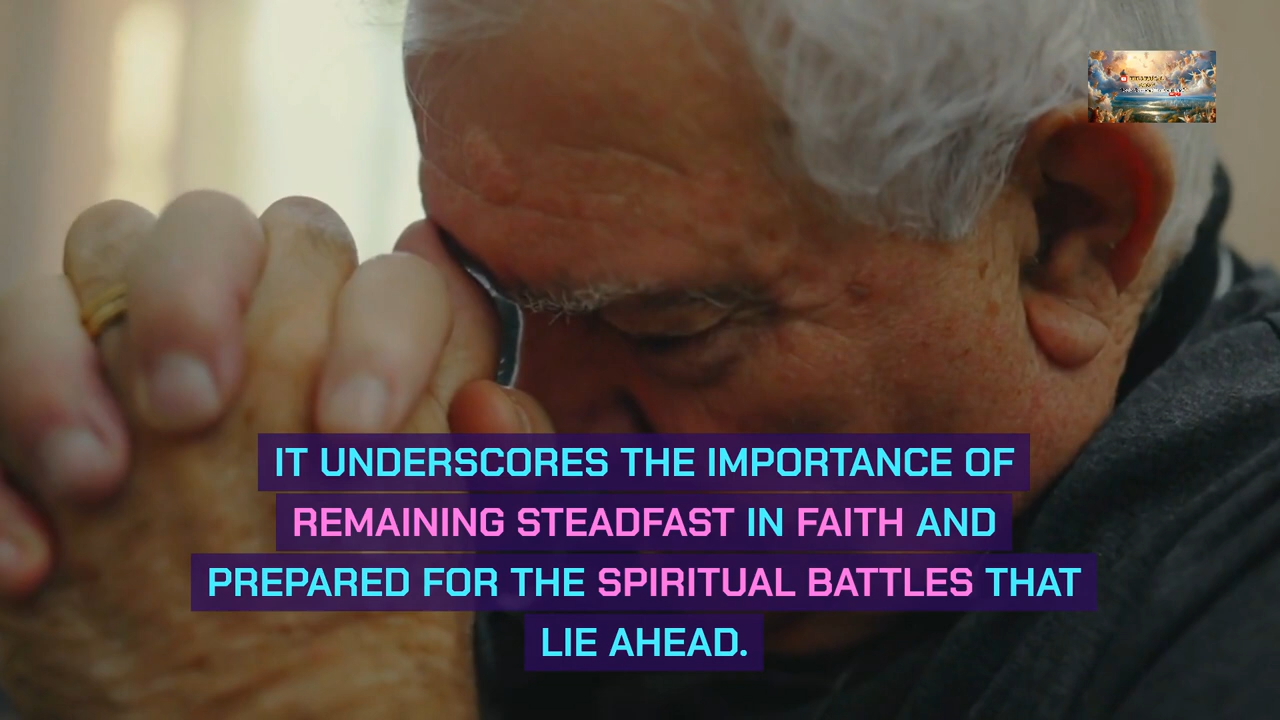 IT UNDERSCORES THE IMPORTANCE OF
REMAINING STEADFAST IN FAITH AND
PREPARED FOR THE SPIRITUAL BATTLES THAT
LIE AHEAD.